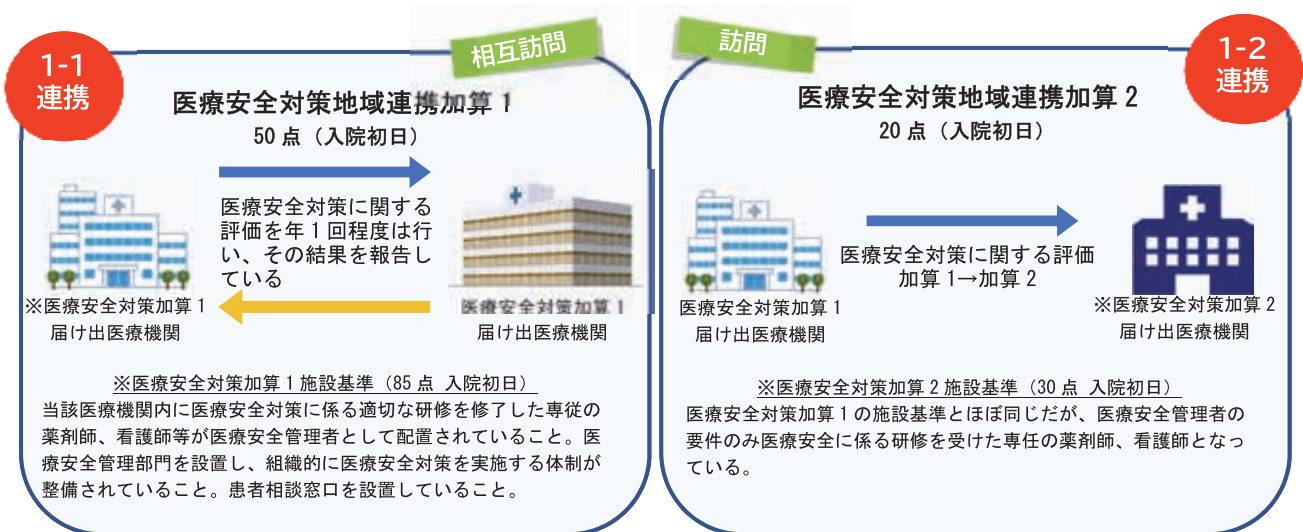 1-1
連携
相互訪問
医療安全対策地域連携加算 1
50 点（入院初日）
医療安全対策に関する
評価を年 1 回程度は行
い、その結果を報告し
ている
※医療安全対策加算 1
届け出医療機関
医療安全対策加算 1
届け出医療機関
※医療安全対策加算 1 施設基準（85 点 入院初日）
当該医療機関内に医療安全対策に係る適切な研修を修了した専従の
薬剤師、看護師等が医療安全管理者として配置されていること。医
療安全管理部門を設置し、組織的に医療安全対策を実施する体制が
整備されていること。患者相談窓口を設置していること。
訪問
1-2
連携
医療安全対策地域連携加算 2
20 点（入院初日）
医療安全対策に関する評価
加算 1→加算 2
医療安全対策加算 1
届け出医療機関
※医療安全対策加算 2
届け出医療機関
※医療安全対策加算 2 施設基準（30 点 入院初日）
医療安全対策加算 1 の施設基準とほぼ同じだが、医療安全管理者の
要件のみ医療安全に係る研修を受けた専任の薬剤師、看護師となっ
ている。